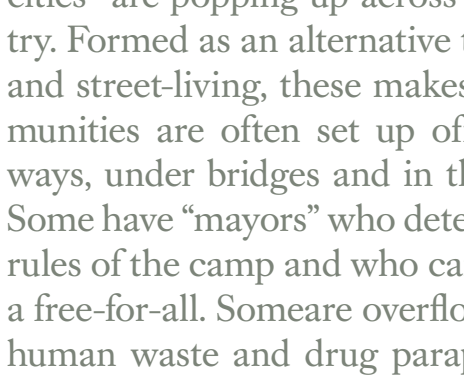 cities” are popping up across
try. Formed as an alternative
and street-living, these makes
munities are often set up of
ways, under bridges and in th
Some have “mayors” who dete
rules of the camp and who ca
a free-for-all. Someare overflo
human waste and drug parap